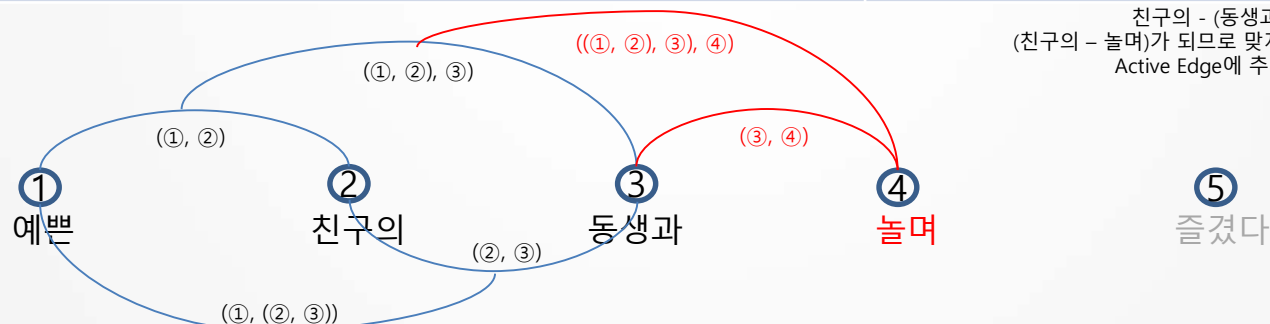 친구의 - (동생과
(친구의 – 놀며)가 되므로 맞
Active Edge에 추
((①, ②), ③), ④)
(①, ②), ③)
(①, ②)
(③, ④)
1 2 3 4 5
예쁜 친구의 동생과 놀며 즐겼다
(②, ③)
(①, (②, ③))